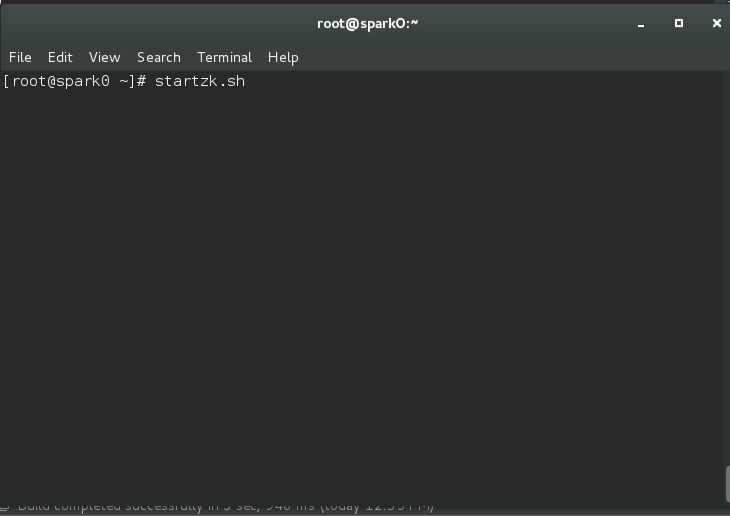 root@spark0:~
File Edit View Search Terminal Help
[root@spark0 ~]# startzk.sh
Build completed successfully in 3 sec, 946 ms (today 12:55 PM)